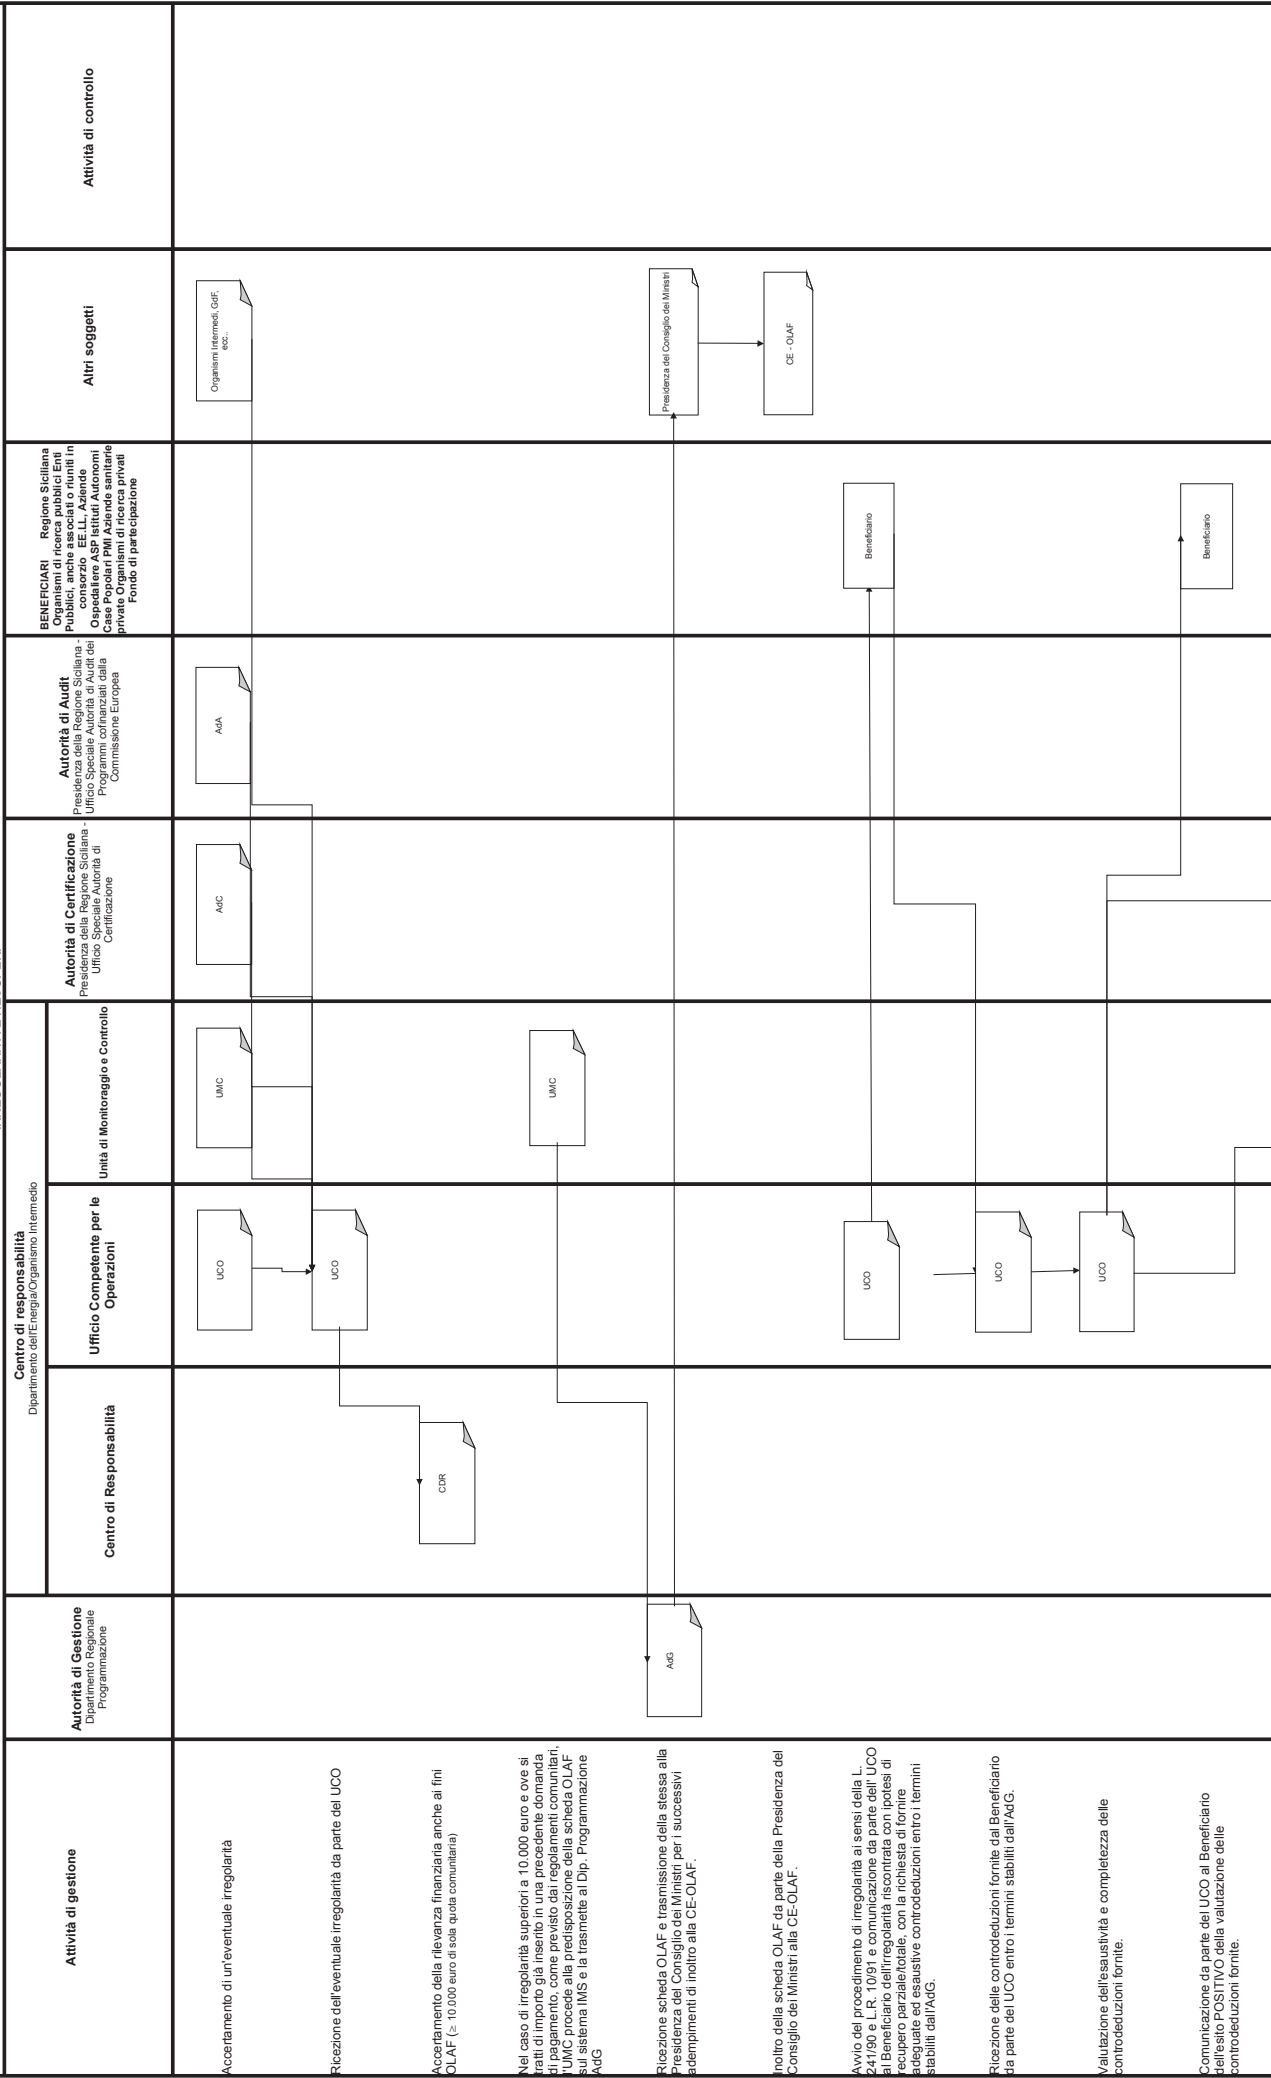 Attività di gestione
Autorità di Gestione
Dipartimento Regionale
Programmazione
Centro di responsabilità
Dipartimento dell'Energia/Organismo Intermedio
Centro di Responsabilità
Ufficio Competente per le
Operazioni
Unità di Monitoraggio e Controllo
Autorità di Certificazione
Presidenza della Regione Siciliana -
Ufficio Speciale Autorità di
Certificazione
Autorità di Audit
Presidenza della Regione Siciliana -
Ufficio Speciale Autorità di Audit dei
Programmi cofinanziati dalla
Commissione Europea
BENEFICIARI Regione Siciliana
Organismi di ricerca pubblici Enti
Pubblici, anche associati o riuniti in
consorzio EE.LL, Aziende
Ospedaliere ASP Istituti Autonomi
Case Popolari PMI Aziende sanitarie
private Organismi di ricerca privati
Fondo di partecipazione
Altri soggetti
Attività di controllo
Accertamento di un'eventuale irregolarità
UCO
UMC
AdC
AdA
Organismi Intermedi, GdF,
ecc..
Ricezione dell'eventuale irregolarità da parte del UCO
UCO
Accertamento della rilevanza finanziaria anche ai fini
OLAF (≥ 10.000 euro di sola quota comunitaria)
CDR
Nel caso di irregolarità superiori a 10.000 euro e ove si
tratti di importo già inserito in una precedente domanda
di pagamento, come previsto dai regolamenti comunitari,
l'UMC procede alla predisposizione della scheda OLAF
sul sistema IMS e la trasmette al Dip. Programmazione
AdG
UMC
Ricezione scheda OLAF e trasmissione della stessa alla
Presidenza del Consiglio dei Ministri per i successivi
adempimenti di inoltro alla CE-OLAF.
AdG
Presidenza del Consiglio dei Ministri
Inoltro della scheda OLAF da parte della Presidenza del
Consiglio dei Ministri alla CE-OLAF.
CE - OLAF
Avvio del procedimento di irregolarità ai sensi della L.
241/90 e L.R. 10/91 e comunicazione da parte dell' UCO
al Beneficiario dell'irregolarità riscontrata con ipotesi di
recupero parziale/totale, con la richiesta di fornire
adeguate ed esaustive controdeduzioni entro i termini
stabiliti dall'AdG.
UCO
Beneficiario
Ricezione delle controdeduzioni fornite dal Beneficiario
da parte del UCO entro i termini stabiliti dall'AdG.
UCO
Valutazione dell'esaustività e completezza delle
controdeduzioni fornite.
UCO
Comunicazione da parte del UCO al Beneficiario
dell'esito POSITIVO della valutazione delle
controdeduzioni fornite.
Beneficiario